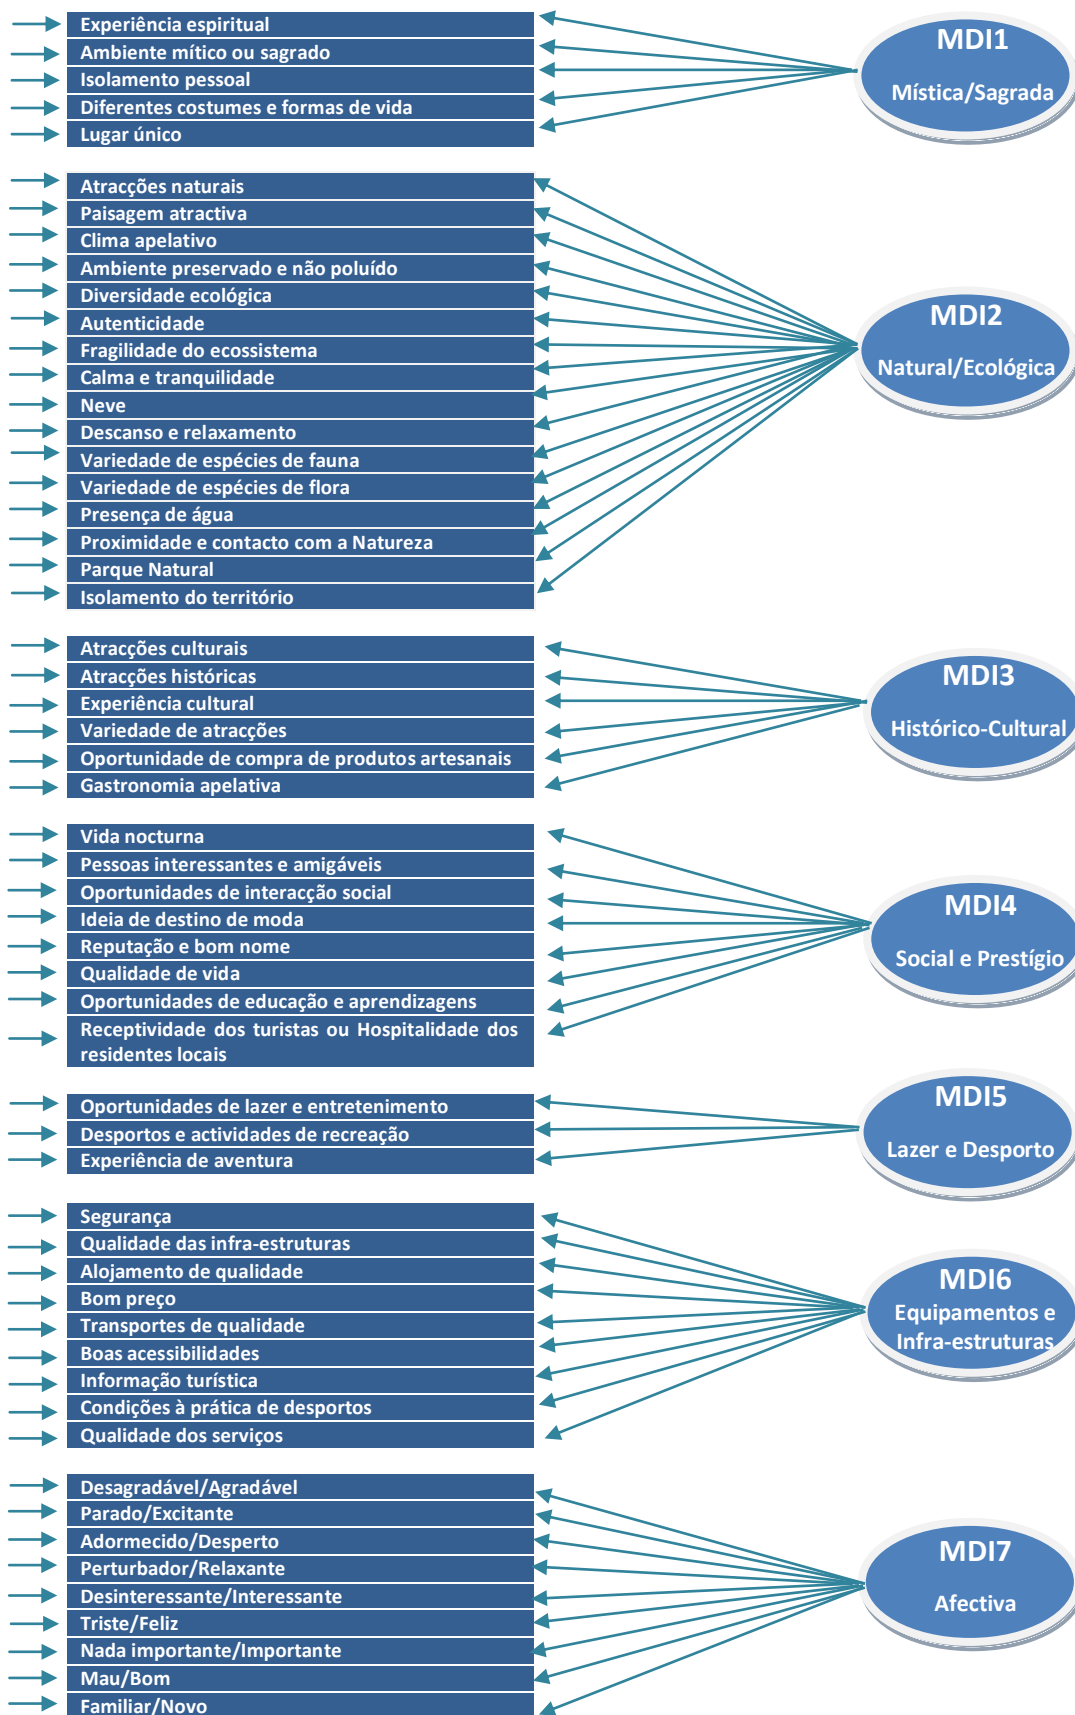 Experiência espiritual
Ambiente mítico ou sagrado
Isolamento pessoal
Diferentes costumes e formas de vida
Lugar único
MDI1
Mística/Sagrada
Atracções naturais
Paisagem atractiva
Clima apelativo
Ambiente preservado e não poluído
Diversidade ecológica
Autenticidade
Fragilidade do ecossistema
Calma e tranquilidade
Neve
Descanso e relaxamento
Variedade de espécies de fauna
Variedade de espécies de flora
Presença de água
Proximidade e contacto com a Natureza
Parque Natural
Isolamento do território
MDI2
Natural/Ecológica
Atracções culturais
Atracções históricas
Experiência cultural
Variedade de atracções
Oportunidade de compra de produtos artesanais
Gastronomia apelativa
MDI3
Histórico-Cultural
Vida nocturna
Pessoas interessantes e amigáveis
Oportunidades de interacção social
Ideia de destino de moda
Reputação e bom nome
Qualidade de vida
Oportunidades de educação e aprendizagens
Receptividade dos turistas ou Hospitalidade dos
residentes locais
MDI4
Social e Prestígio
Oportunidades de lazer e entretenimento
Desportos e actividades de recreação
Experiência de aventura
MDI5
Lazer e Desporto
Segurança
Qualidade das infra-estruturas
Alojamento de qualidade
Bom preço
Transportes de qualidade
Boas acessibilidades
Informação turística
Condições à prática de desportos
Qualidade dos serviços
MDI6
Equipamentos e
Infra-estruturas
Desagradável/Agradável
Parado/Excitante
Adormecido/Desperto
Perturbador/Relaxante
Desinteressante/Interessante
Triste/Feliz
Nada importante/Importante
Mau/Bom
Familiar/Novo
MDI7
Afectiva